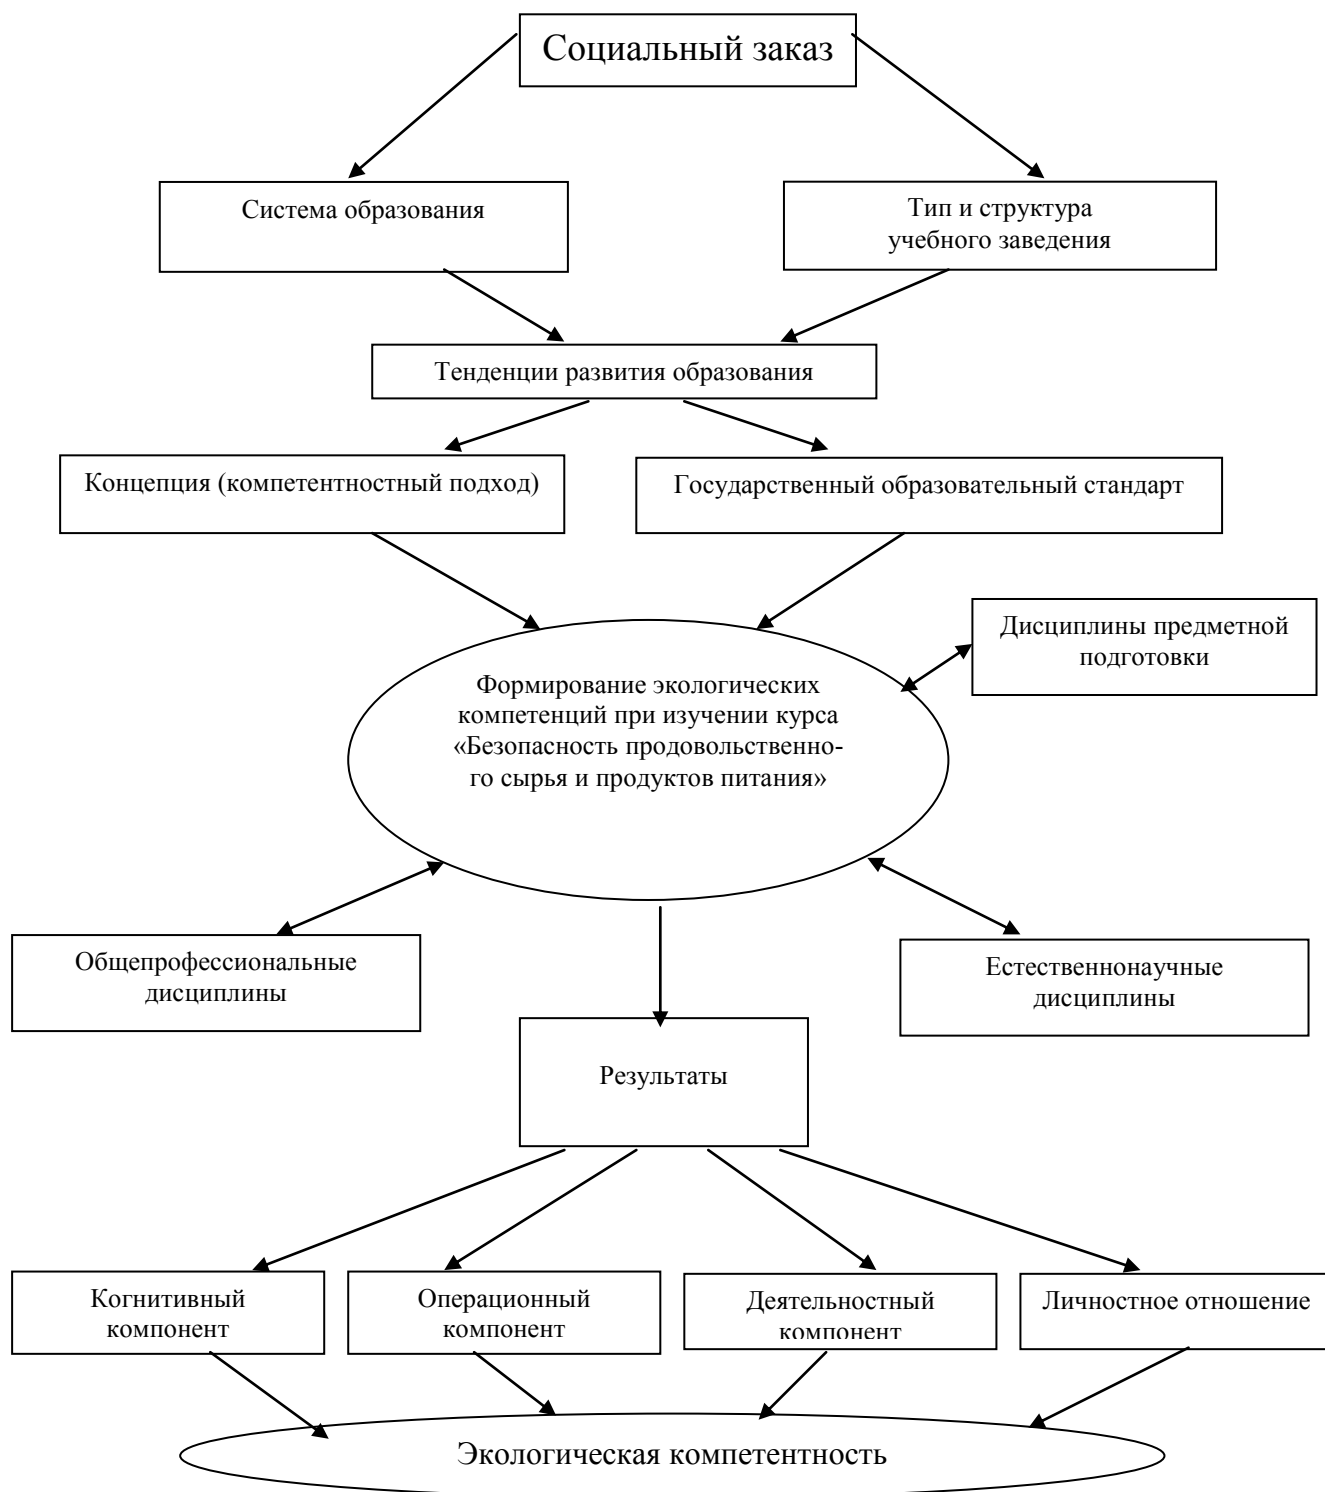 Социальный заказ
Система образования
Тип и структура
учебного заведения
Тенденции развития образования
Концепция (компетентностный подход)
Государственный образовательный стандарт
Дисциплины предметной
подготовки
Формирование экологических
компетенций при изучении курса
«Безопасность продовольственно-
го сырья и продуктов питания»
Общепрофессиональные
дисциплины
Естественнонаучные
дисциплины
Результаты
Когнитивный
компонент
Операционный
компонент
Деятельностный
компонент
Личностное отношение
Экологическая компетентность